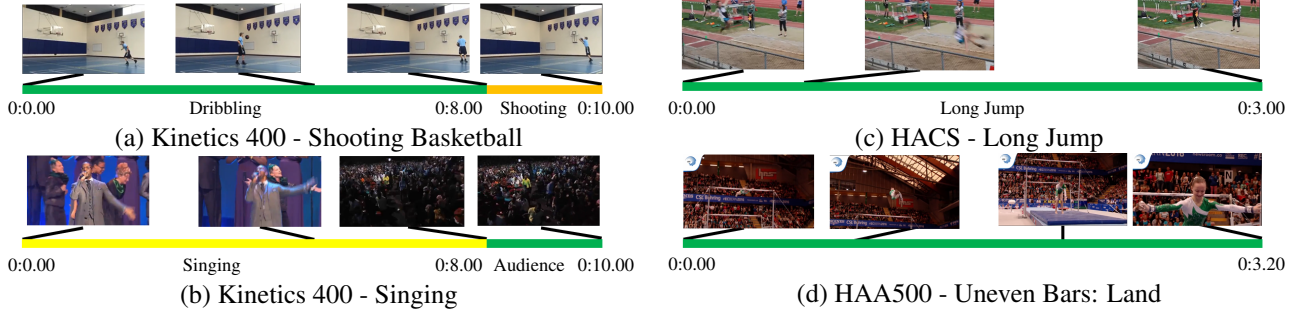 0:0.00 Dribbling 0:8.00 Shooting 0:10.00
(a) Kinetics 400 - Shooting Basketball
0:0.00 Singing 0:8.00 Audience 0:10.00
(b) Kinetics 400 - Singing
0:0.00 Long Jump 0:3.00
(c) HACS - Long Jump
0:0.00 0:3.20
(d) HAA500 - Uneven Bars: Land